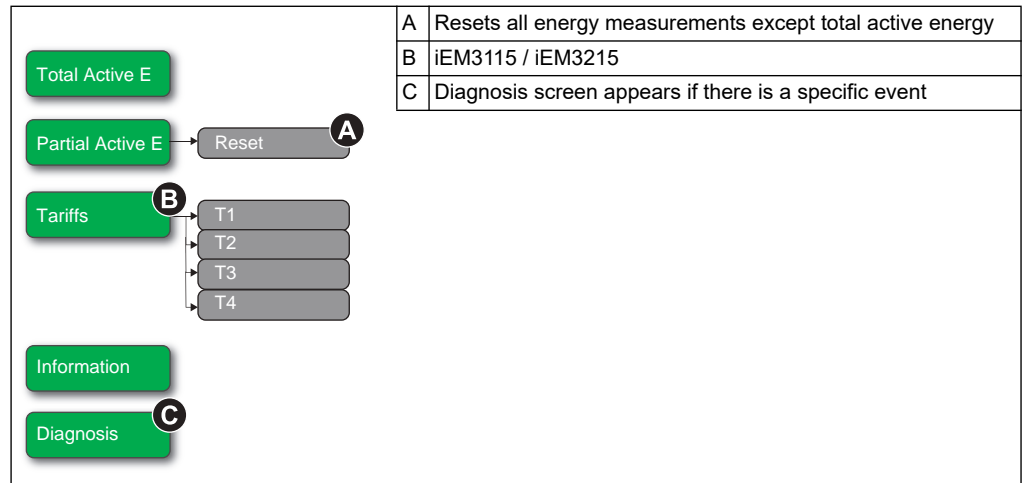 A Resets all energy measurements except total active energy
B iEM3115 / iEM3215
C Diagnosis screen appears if there is a specific event
Total Active E
Partial Active E
Reset
A
Tariffs
B
T1
T2
T3
T4
Information
Diagnosis
C